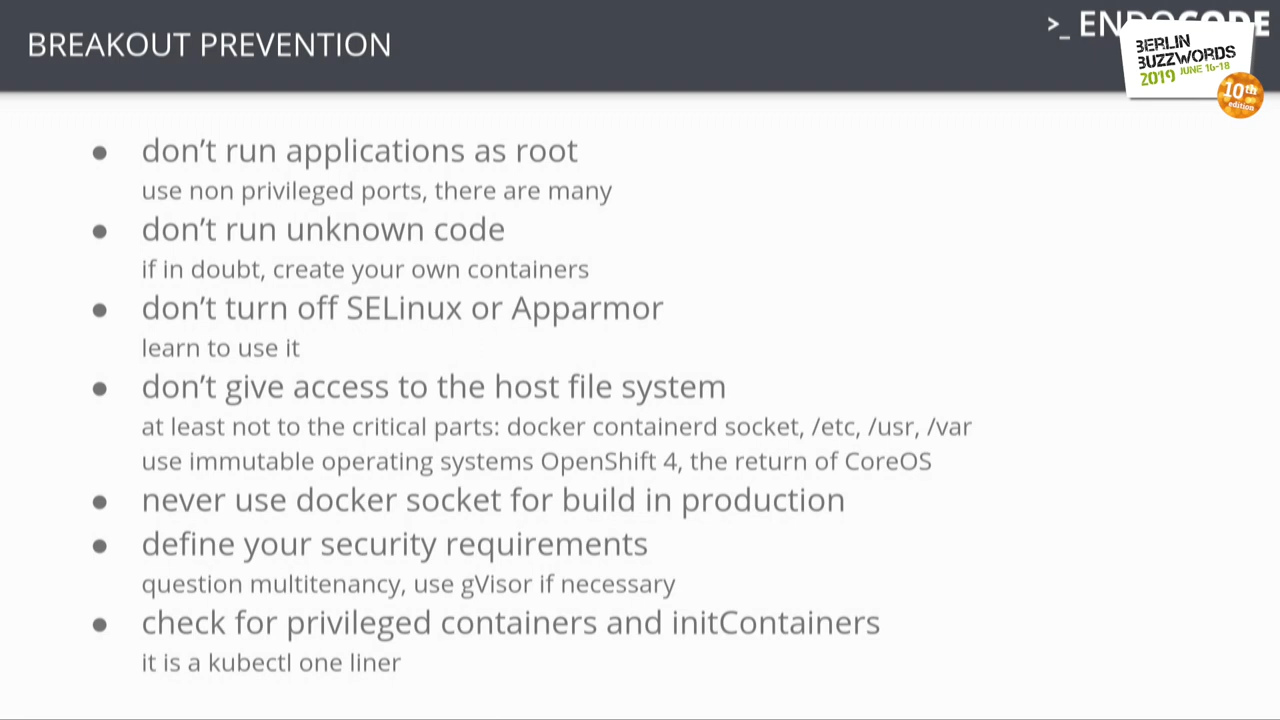 BREAKOUT PREVENTION
>_ ENDOCODE
BERLIN
BUZZWORDS
2019 JUNE 16-18
10th
edition
● don’t run applications as root
use non privileged ports, there are many
● don’t run unknown code
if in doubt, create your own containers
● don’t turn off SELinux or Apparmor
learn to use it
● don’t give access to the host file system
at least not to the critical parts: docker containerd socket, /etc, /usr, /var
use immutable operating systems OpenShift 4, the return of CoreOS
● never use docker socket for build in production
● define your security requirements
question multitenancy, use gVisor if necessary
● check for privileged containers and initContainers
it is a kubectl one liner